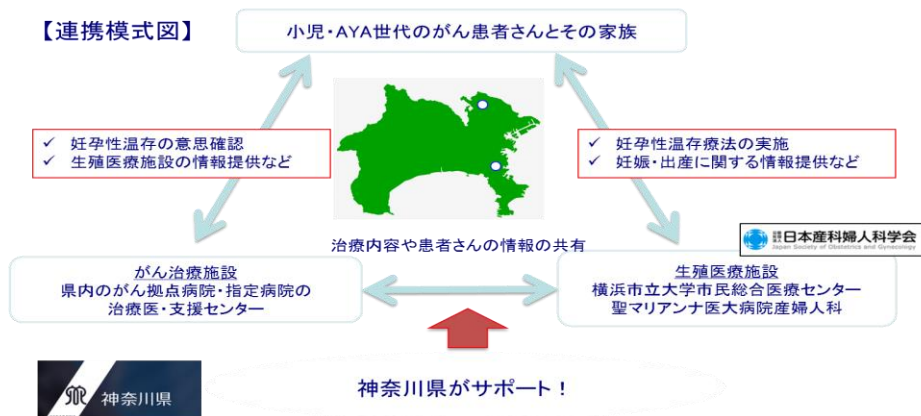 【連携模式図】
小児・AYA世代のがん患者さんとその家族
✓ 妊孕性温存の意思確認
✓ 生殖医療施設の情報提供など
✓ 妊孕性温存療法の実施
✓ 妊娠・出産に関する情報提供など
治療内容や患者さんの情報の共有
日本産科婦人科学会
Japan Society of Obstetrics and Gynecology
がん治療施設
県内のがん拠点病院・指定病院の
治療医・支援センター
生殖医療施設
横浜市立大学市民総合医療センター
聖マリアンナ医大病院産婦人科
神奈川県
神奈川県がサポート！